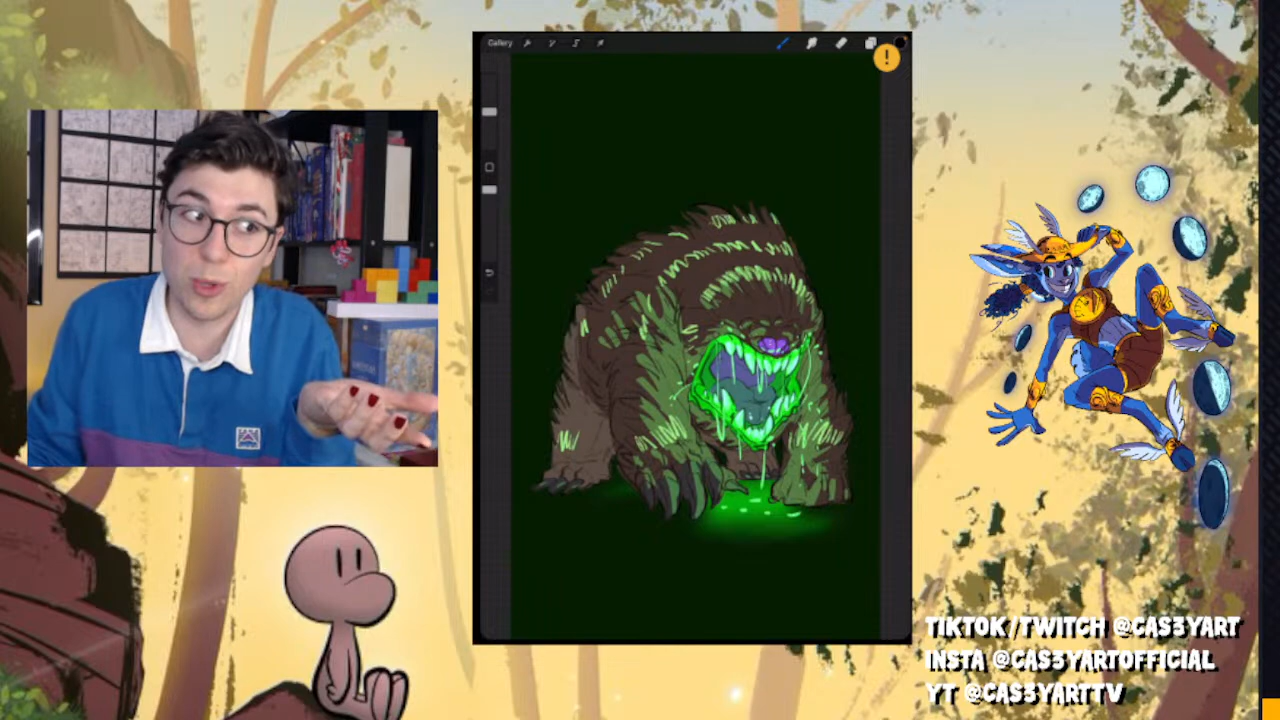 Gallery
!
TIKTOK/TWITCH @CAS3YART
INSTA @CAS3YARTOFFICIAL
YT @CAS3YARTTV